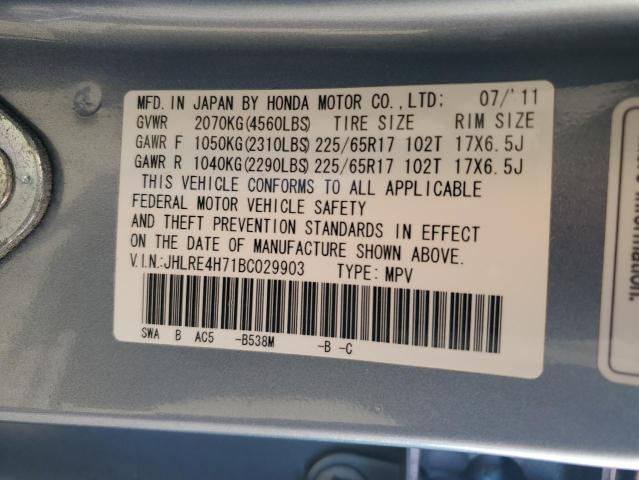 MFD. IN JAPAN BY HONDA MOTOR CO.,LTD: 07/'11
GVWR 2070KG(4560LBS) TIRE SIZE RIM SIZE
GAWR F 1050KG(2310LBS) 225/65R17 102T 17X6.5J
GAWR R 1040KG(2290LBS) 225/65R17 102T 17X6.5J
THIS VEHICLE CONFORMS TO ALL APPLICABLE
FEDERAL MOTOR VEHICLE SAFETY
AND THEFT PREVENTION STANDARDS IN EFFECT
ON THE DATE OF MANUFACTURE SHOWN ABOVE.
V.I.N.:JHLRE4H71BC029903 TYPE: MPV
SWA B AC5 -B538M -B -C